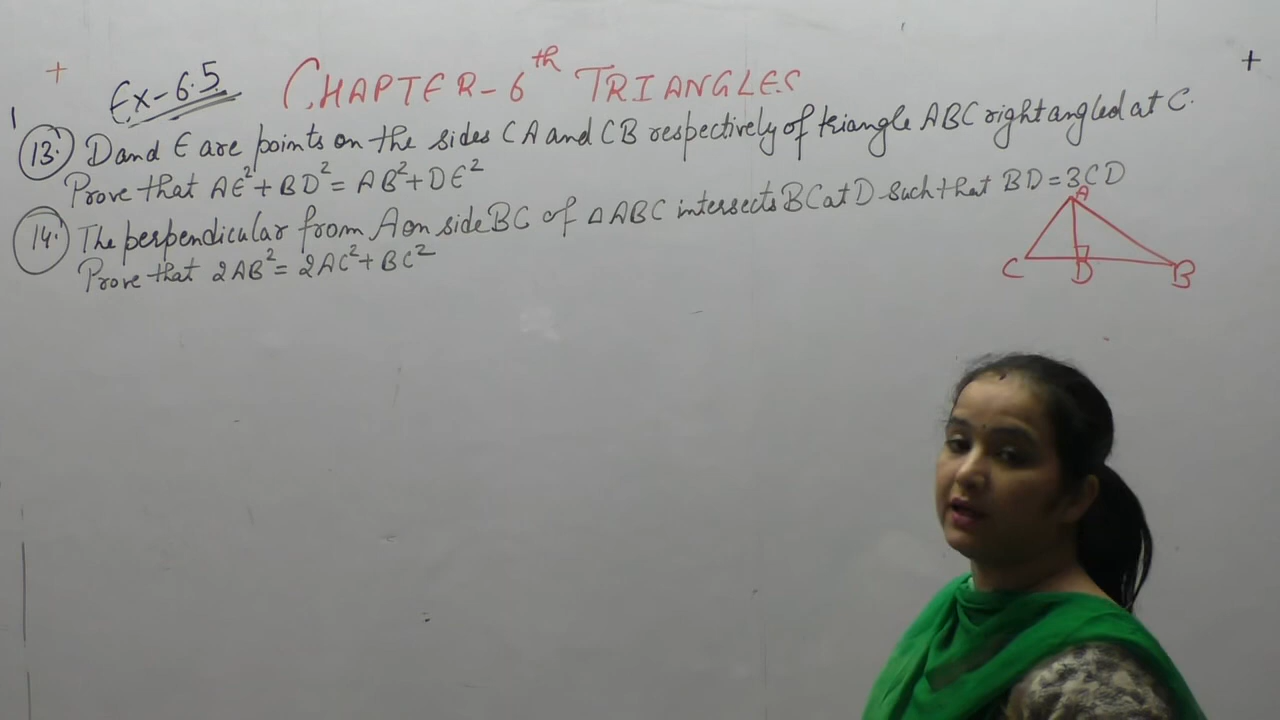 Ex-6.5 CHAPTER-6th TRIANGLES
13. D and E are points on the sides CA and CB respectively of triangle ABC right angled at C.
Prove that AE²+BD²=AB²+DE²
14. The perpendicular from A on side BC of △ABC intersects BC at D such that BD=3CD
Prove that 2AB²=2AC²+BC²
A
C D B